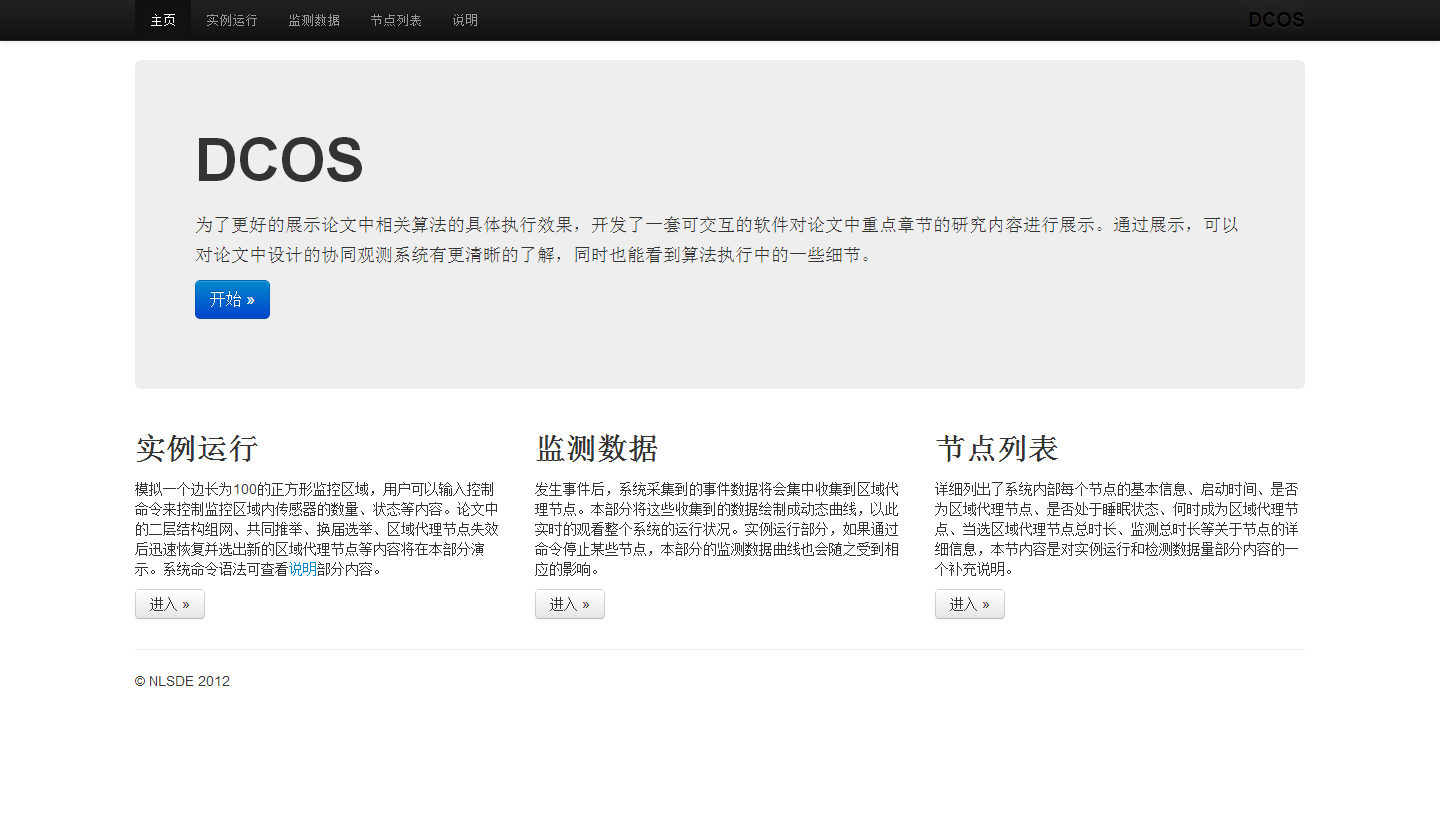 主页 实例运行 监测数据 节点列表 说明 DCOS
DCOS
为了更好的展示论文中相关算法的具体执行效果，开发了一套可交互的软件对论文中重点章节的研究内容进行展示。通过展示，可以
对论文中设计的协同观测系统有更清晰的了解，同时也能看到算法执行中的一些细节。
开始 »
实例运行
模拟一个边长为100的正方形监控区域，用户可以输入控制
命令来控制监控区域内传感器的数量、状态等内容。论文中
的二层结构组网、共同推举、换届选举、区域代理节点失效
后迅速恢复并选出新的区域代理节点等内容将在本部分演
示。系统命令语法可查看说明部分内容。
进入 »
监测数据
发生事件后，系统采集到的事件数据将会集中收集到区域代
理节点。本部分将这些收集到的数据绘制成动态曲线，以此
实时的观看整个系统的运行状况。实例运行部分，如果通过
命令停止某些节点，本部分的监测数据曲线也会随之受到相
应的影响。
进入 »
节点列表
详细列出了系统内部每个节点的基本信息、启动时间、是否
为区域代理节点、是否处于睡眠状态、何时成为区域代理节
点、当选区域代理节点总时长、监测总时长等关于节点的详
细信息，本节内容是对实例运行和检测数据量部分内容的一
个补充说明。
进入 »
© NLSDE 2012